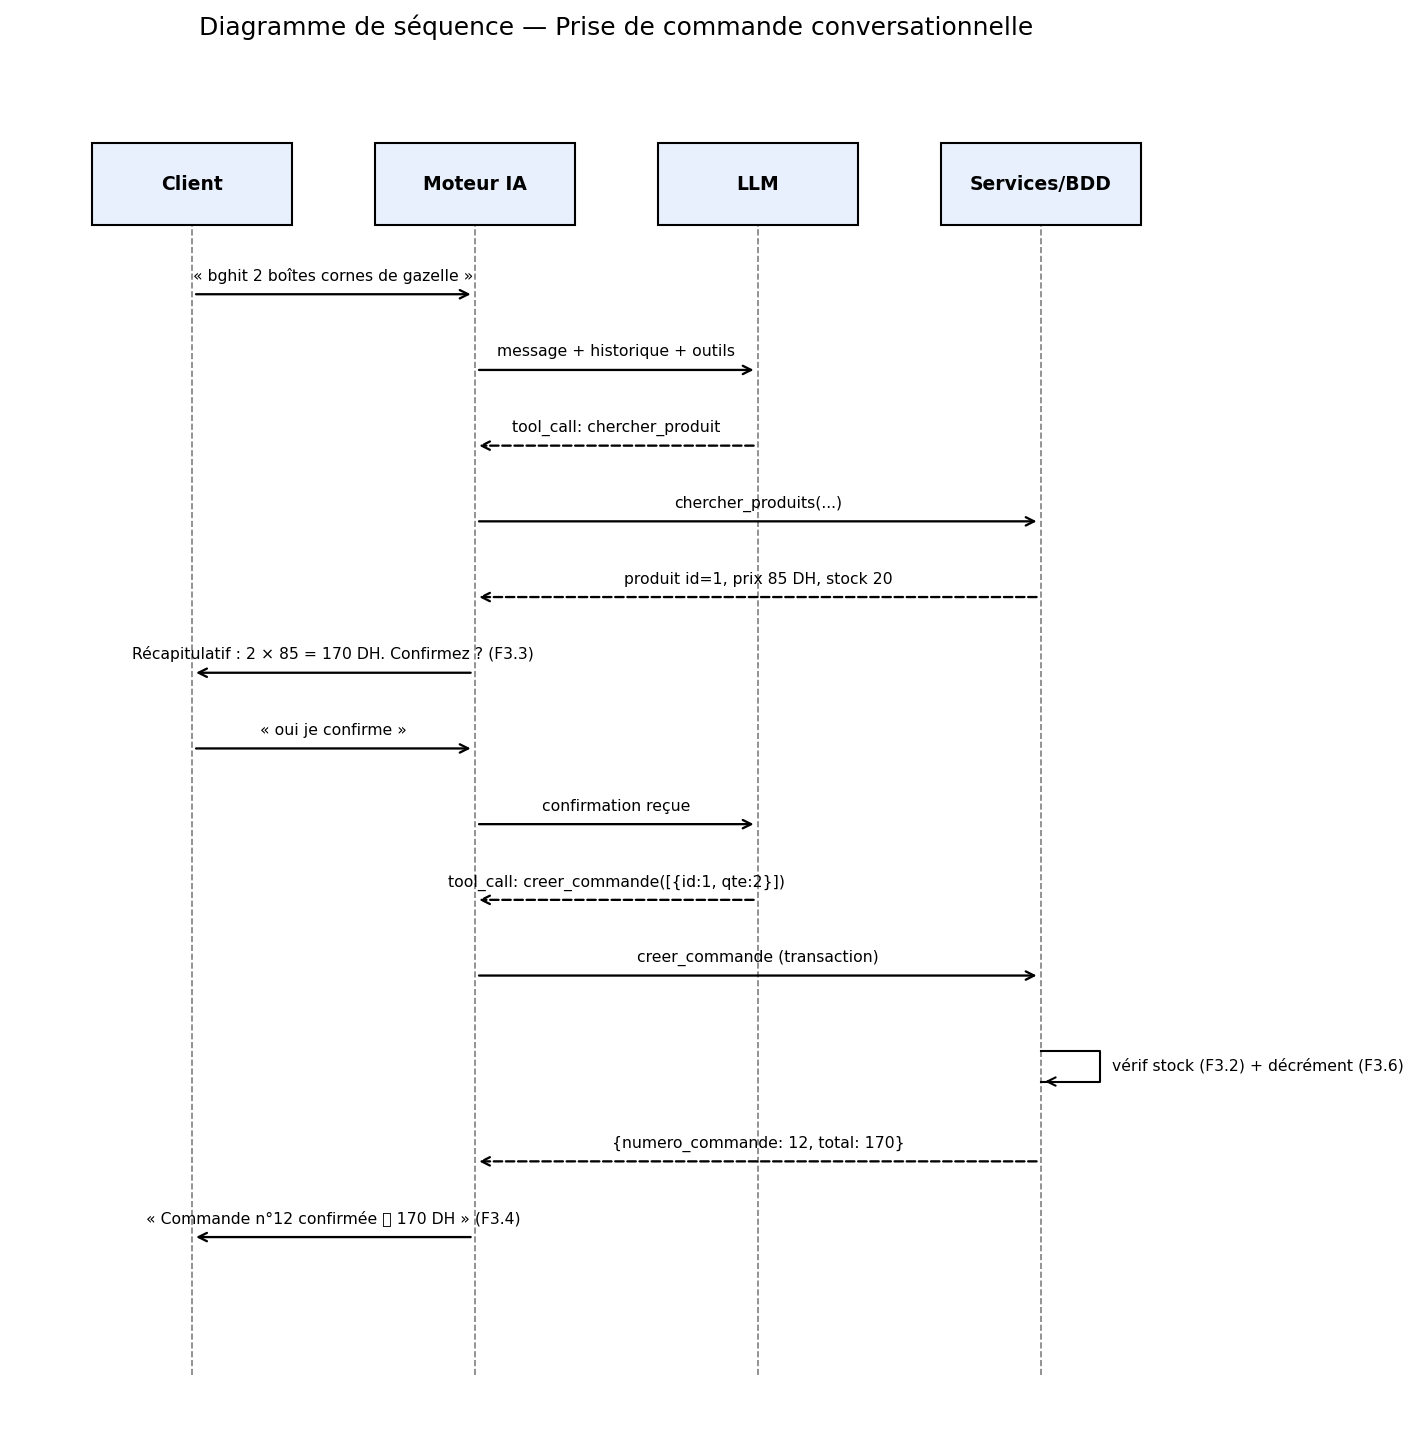 Diagramme de séquence — Prise de commande conversationnelle
Client
Moteur IA
LLM
Services/BDD
« bghit 2 boîtes cornes de gazelle »
message + historique + outils
tool_call: chercher_produit
chercher_produits(...)
produit id=1, prix 85 DH, stock 20
Récapitulatif : 2 × 85 = 170 DH. Confirmez ? (F3.3)
« oui je confirme »
confirmation reçue
tool_call: creer_commande([{id:1, qte:2}])
creer_commande (transaction)
vérif stock (F3.2) + décrément (F3.6)
{numero_commande: 12, total: 170}
« Commande n°12 confirmée ▯ 170 DH » (F3.4)